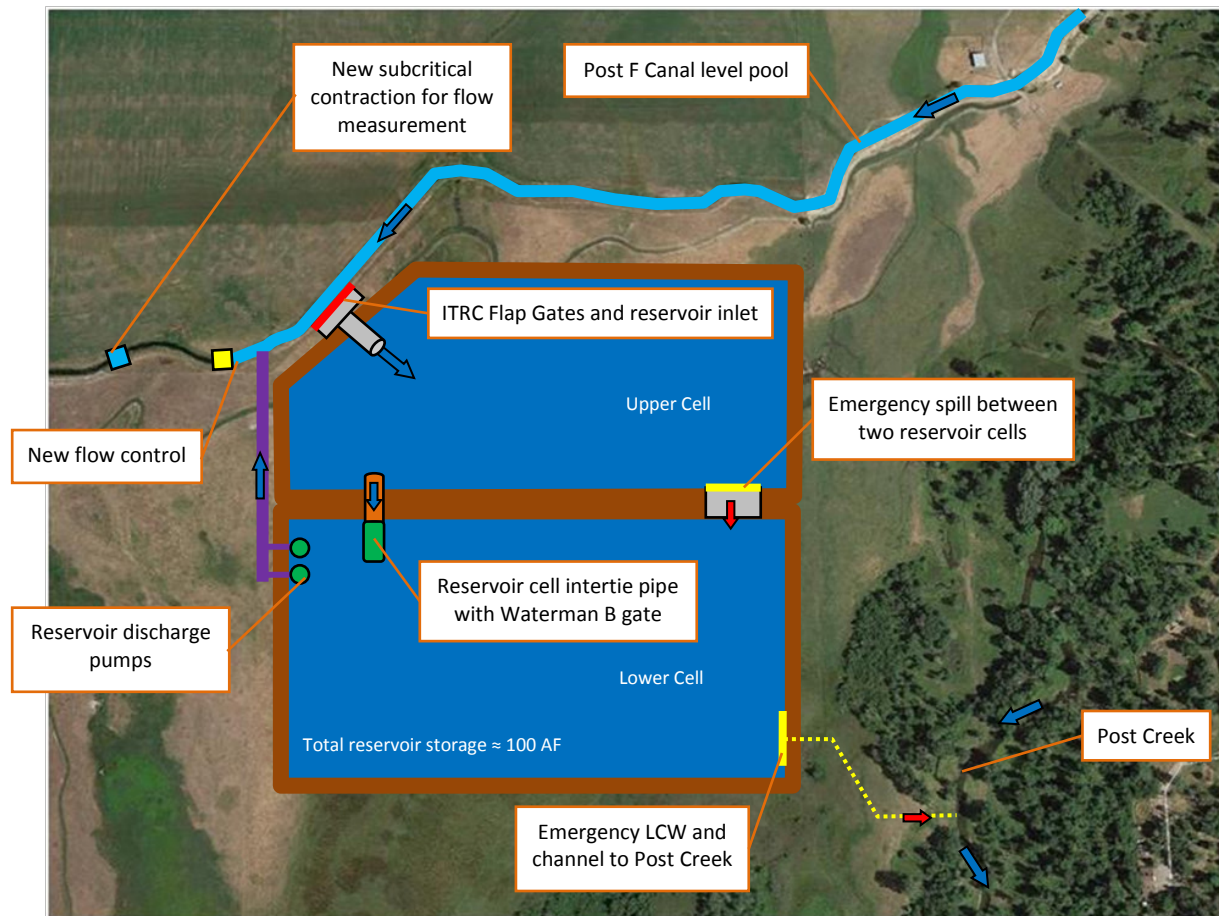 New subcritical
contraction for flow
measurement
Post F Canal level pool
ITRC Flap Gates and reservoir inlet
Upper Cell
Emergency spill between
two reservoir cells
New flow control
Reservoir cell intertie pipe
with Waterman B gate
Reservoir discharge
pumps
Lower Cell
Total reservoir storage ≈ 100 AF
Post Creek
Emergency LCW and
channel to Post Creek